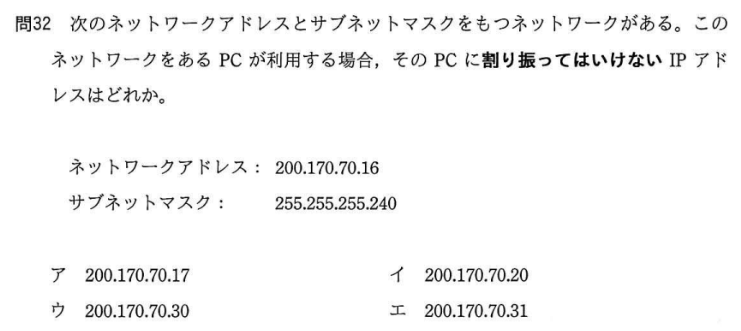 問32 次のネットワークアドレスとサブネットマスクをもつネットワークがある。この
ネットワークをある PC が利用する場合，その PC に割り振ってはいけない IP アド
レスはどれか。
ネットワークアドレス： 200.170.70.16
サブネットマスク： 255.255.255.240
ア 200.170.70.17 イ 200.170.70.20
ウ 200.170.70.30 エ 200.170.70.31